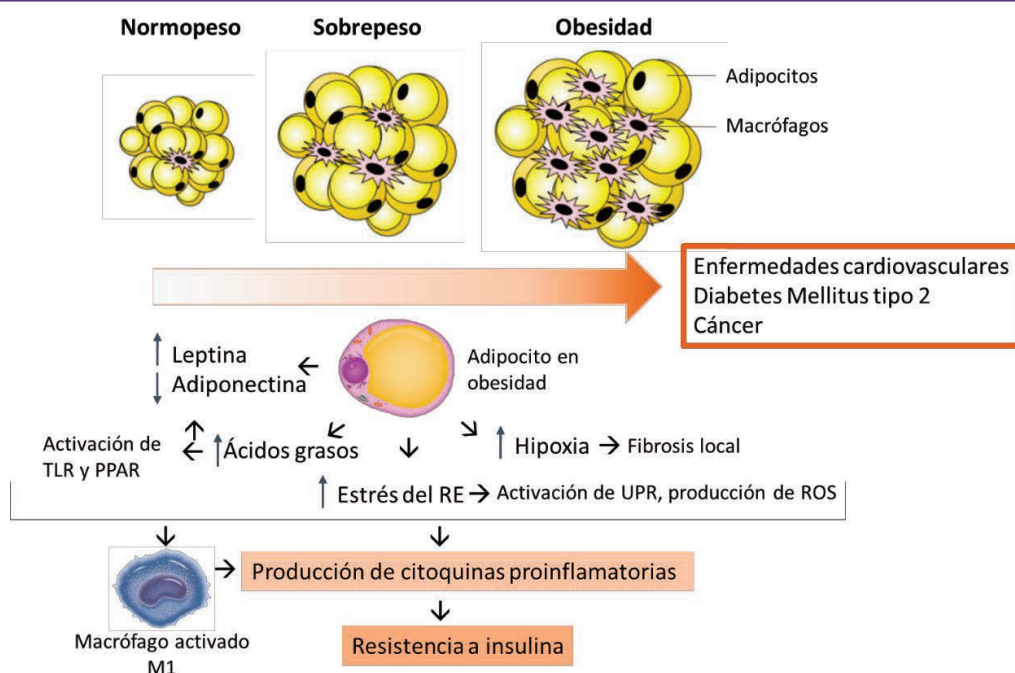 Normopeso
Sobrepeso
Obesidad
Adipocitos
Macrófagos
Enfermedades cardiovasculares
Diabetes Mellitus tipo 2
Cáncer
Leptina
Adiponectina
Adipocito en
obesidad
Activación de
TLR y PPAR
Ácidos grasos
Hipoxia
Fibrosis local
Estrés del RE
Activación de UPR, producción de ROS
Producción de citoquinas proinflamatorias
Macrófago activado
M1
Resistencia a insulina